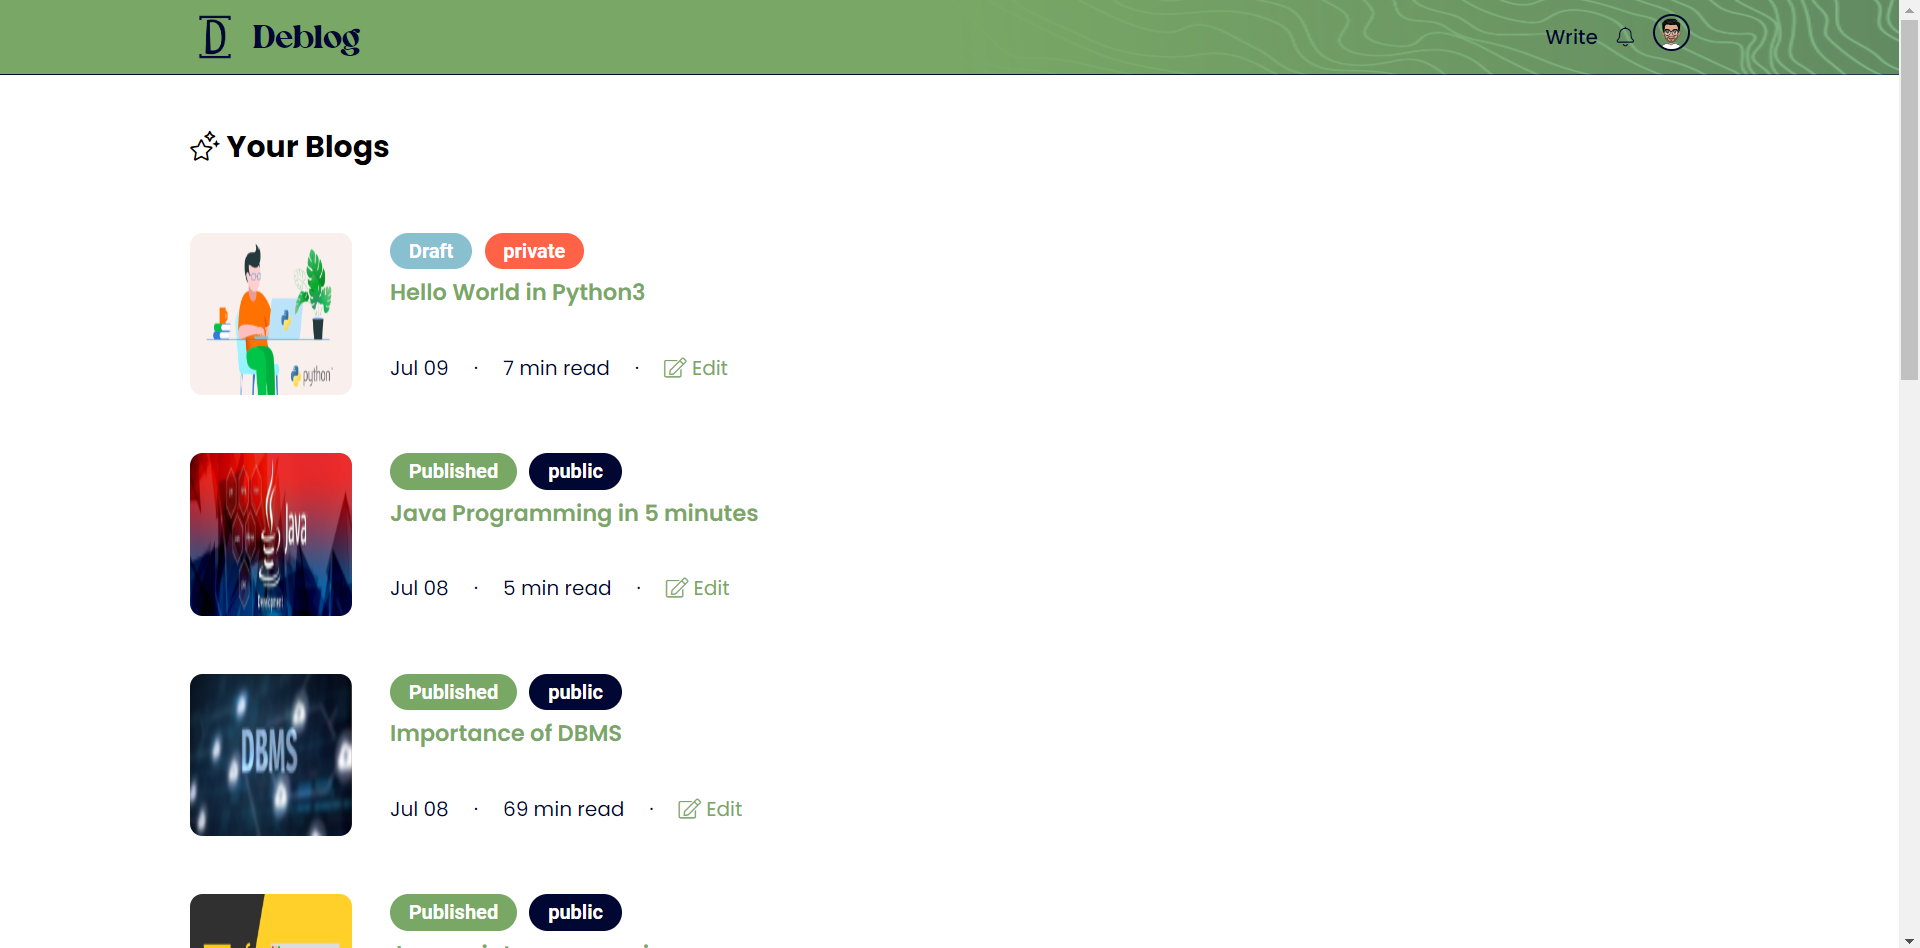 D Deblog
Write
Your Blogs
Draft private
Hello World in Python3
python
Jul 09 · 7 min read · Edit
Published public
Java Programming in 5 minutes
Java
Development
Jul 08 · 5 min read · Edit
Published public
Importance of DBMS
DBMS
Jul 08 · 69 min read · Edit
Published public